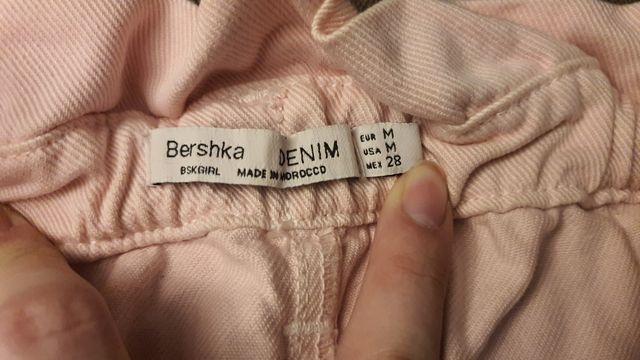 Bershka DENIM
BSKGIRL MADE IN MOROCCO
EUR M
USA M
MEX 28